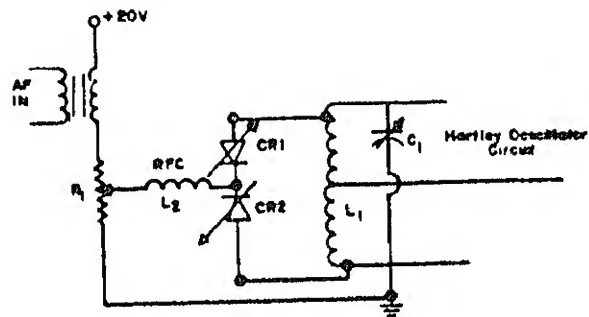 +20V
AF
IN
RFC
CR1
C1
Hartley Oscillator
Circuit
R1
L2
CR2
L1